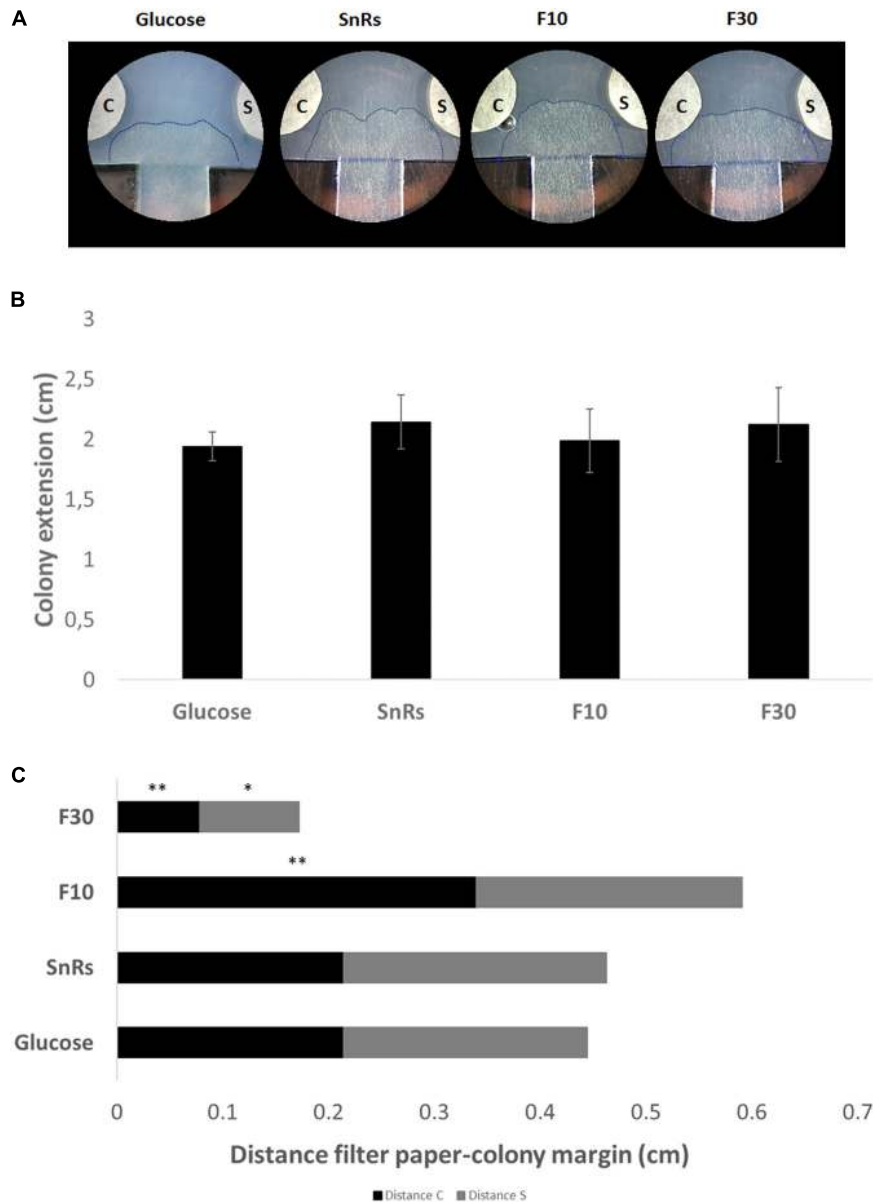 A
Glucose SnRs F10 F30
C S C S C S C S
B
Colony extension (cm)
3
2,5
2
1,5
1
0,5
0
Glucose SnRs F10 F30
C
** *
F30
**
F10
SnRs
Glucose
0 0.1 0.2 0.3 0.4 0.5 0.6 0.7
Distance filter paper-colony margin (cm)
Distance C Distance S